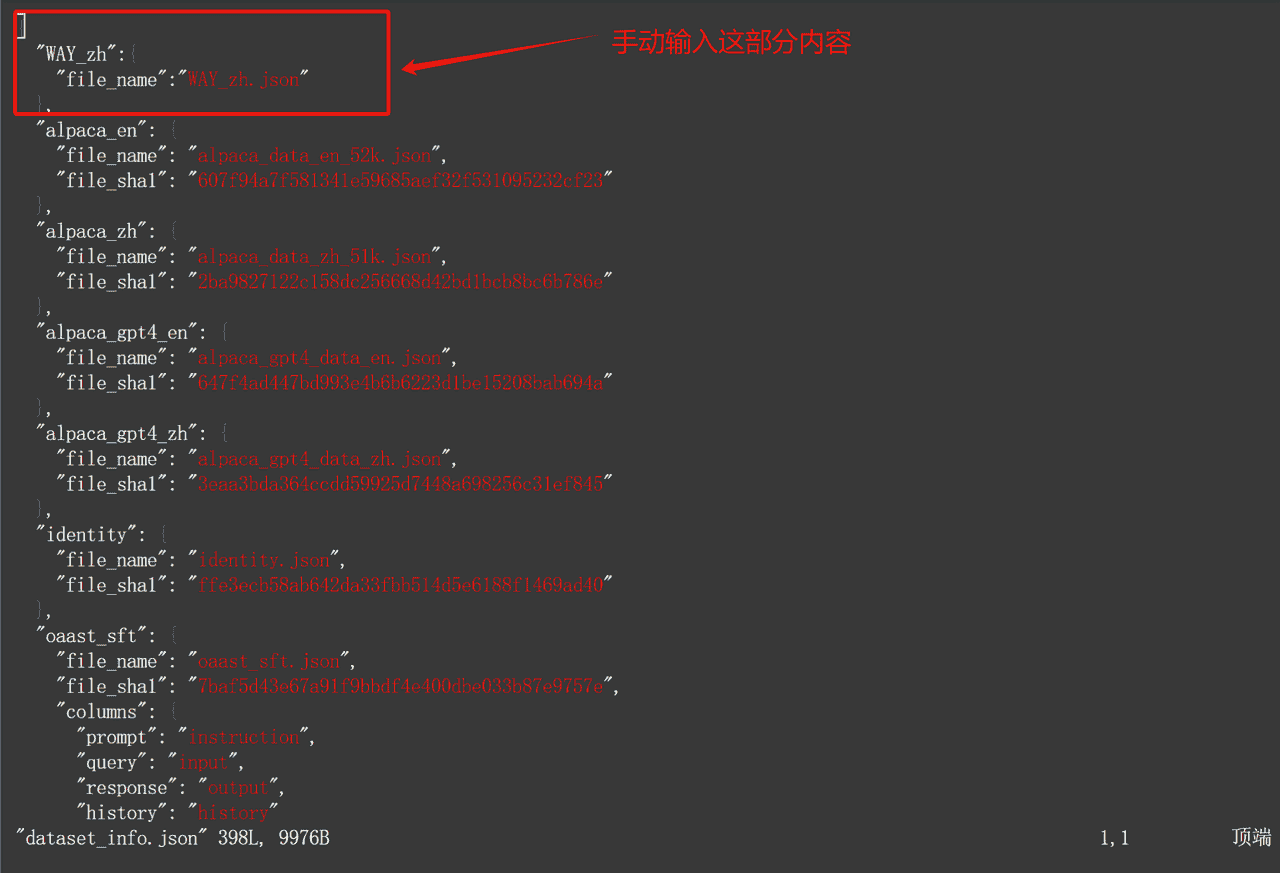 {
"WAY_zh":{
"file_name":"WAY_zh.json"
},
手动输入这部分内容
"alpaca_en": {
"file_name": "alpaca_data_en_52k.json",
"file_sha1": "607f94a7f581341e59685aef32f531095232cf23"
},
"alpaca_zh": {
"file_name": "alpaca_data_zh_51k.json",
"file_sha1": "2ba9827122c158dc256668d42bd1bcb8bc6b786e"
},
"alpaca_gpt4_en": {
"file_name": "alpaca_gpt4_data_en.json",
"file_sha1": "647f4ad447bd993e4b6b6223d1be15208bab694a"
},
"alpaca_gpt4_zh": {
"file_name": "alpaca_gpt4_data_zh.json",
"file_sha1": "3eaa3bda364ccdd59925d7448a698256c31ef845"
},
"identity": {
"file_name": "identity.json",
"file_sha1": "ffe3ecb58ab642da33fbb514d5e6188f1469ad40"
},
"oaast_sft": {
"file_name": "oaast_sft.json",
"file_sha1": "7baf5d43e67a91f9bbdf4e400dbe033b87e9757e",
"columns": {
"prompt": "instruction",
"query": "input",
"response": "output",
"history": "history"
"dataset_info.json" 398L, 9976B
1,1
顶端